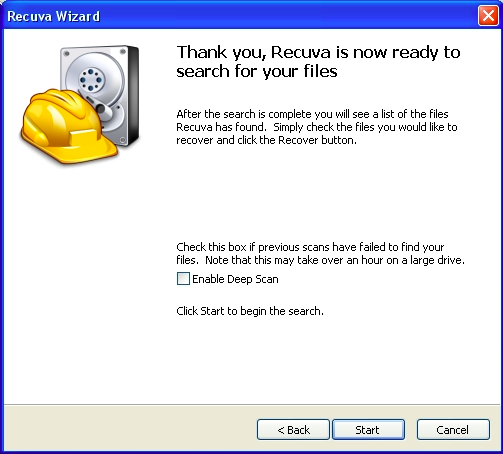 Recuva Wizard
Thank you, Recuva is now ready to
search for your files
After the search is complete you will see a list of the files
Recuva has found.  Simply check the files you would like to
recover and click the Recover button.
Check this box if previous scans have failed to find your
files.  Note that this may take over an hour on a large drive.
Enable Deep Scan
Click Start to begin the search.
< Back
Start
Cancel